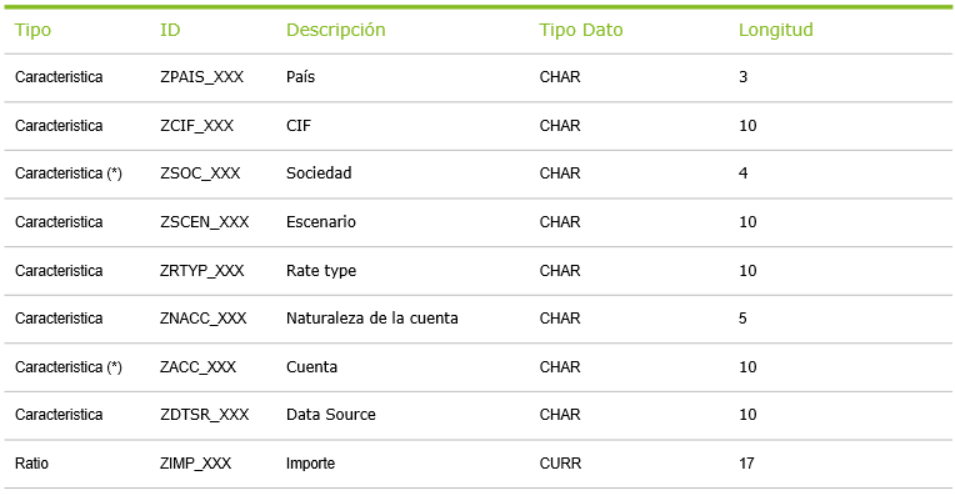 Tipo ID Descripción Tipo Dato Longitud
Caracteristica ZPAIS_XXX País CHAR 3
Caracteristica ZCIF_XXX CIF CHAR 10
Caracteristica (*) ZSOC_XXX Sociedad CHAR 4
Caracteristica ZSCEN_XXX Escenario CHAR 10
Caracteristica ZRTYP_XXX Rate type CHAR 10
Caracteristica ZNACC_XXX Naturaleza de la cuenta CHAR 5
Caracteristica (*) ZACC_XXX Cuenta CHAR 10
Caracteristica ZDTSR_XXX Data Source CHAR 10
Ratio ZIMP_XXX Importe CURR 17